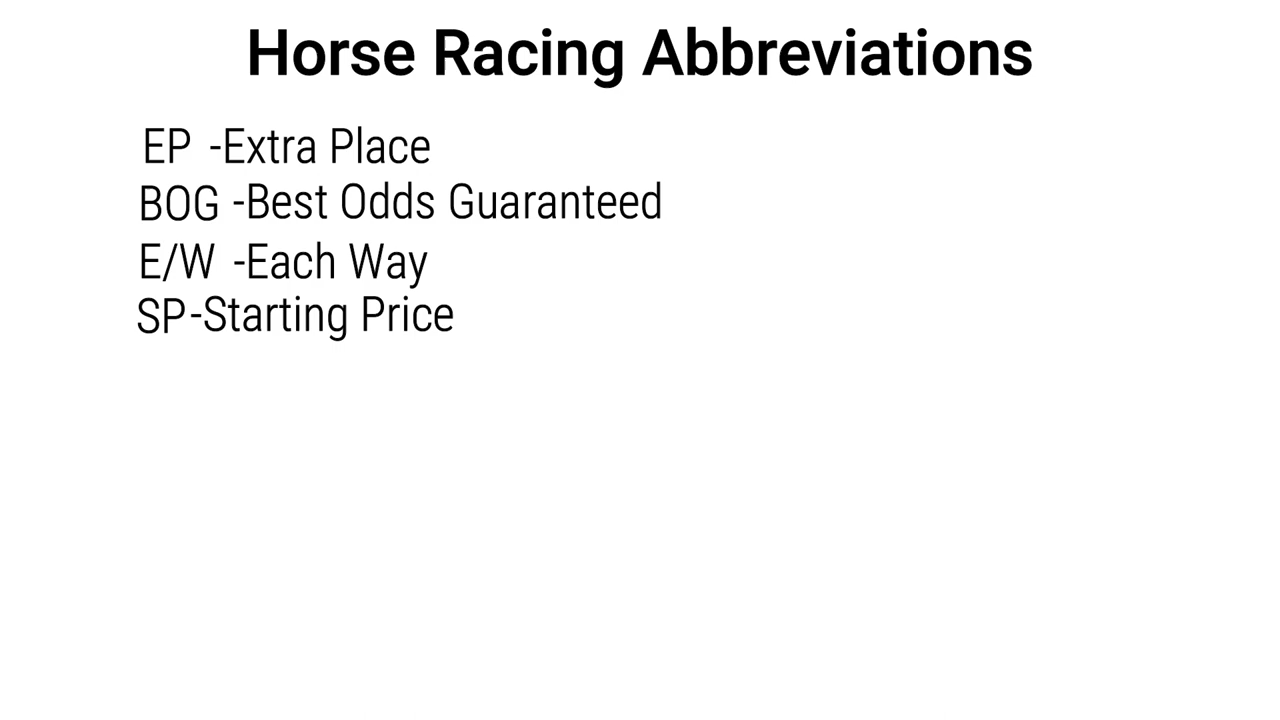 Horse Racing Abbreviations
EP -Extra Place
BOG -Best Odds Guaranteed
E/W -Each Way
SP-Starting Price